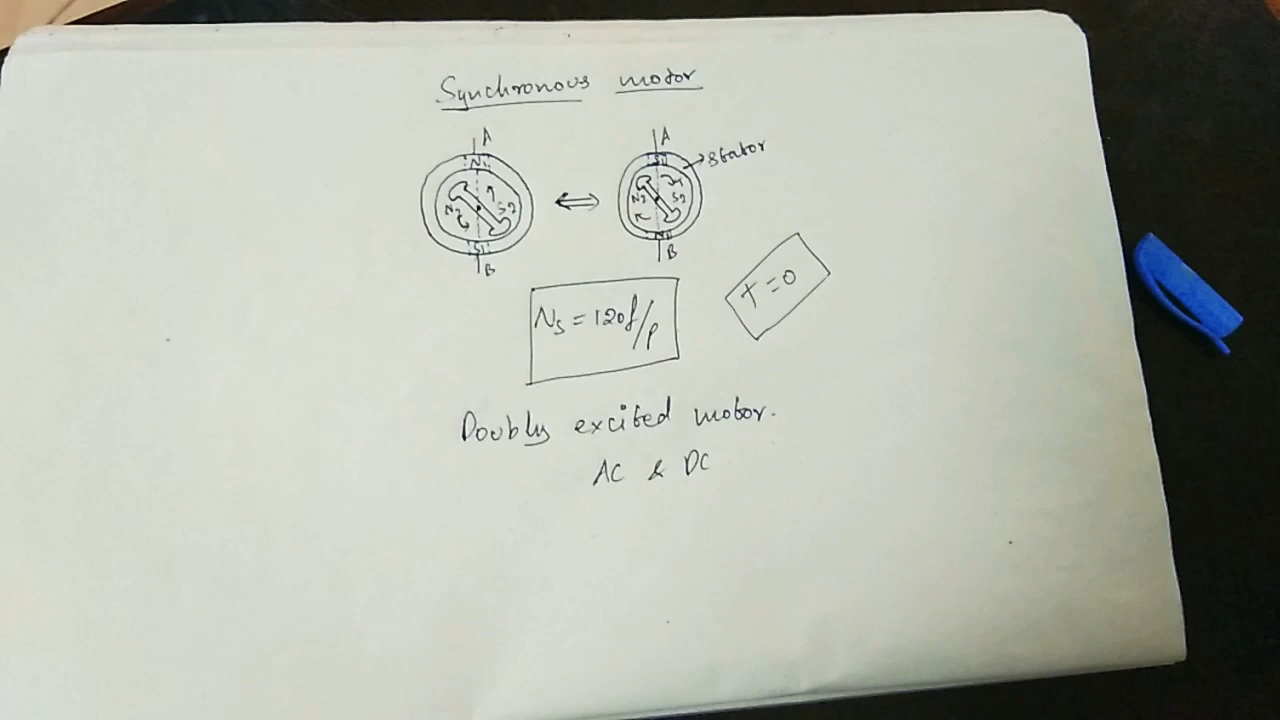 Synchronous motor
A
N1
N2 S2
S1
B
A
S1
N2 S2
N1
B
stator
Ns = 120f/p
T = 0
Doubly excited motor.
AC & DC